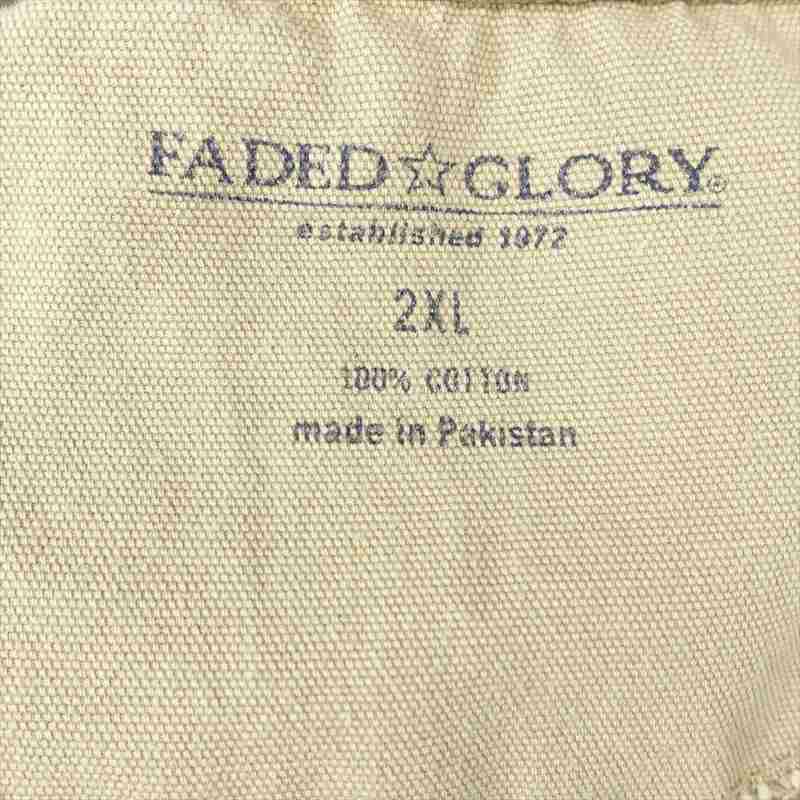 FADED☆GLORY®
established 1972
2XL
100% COTTON
made in Pakistan